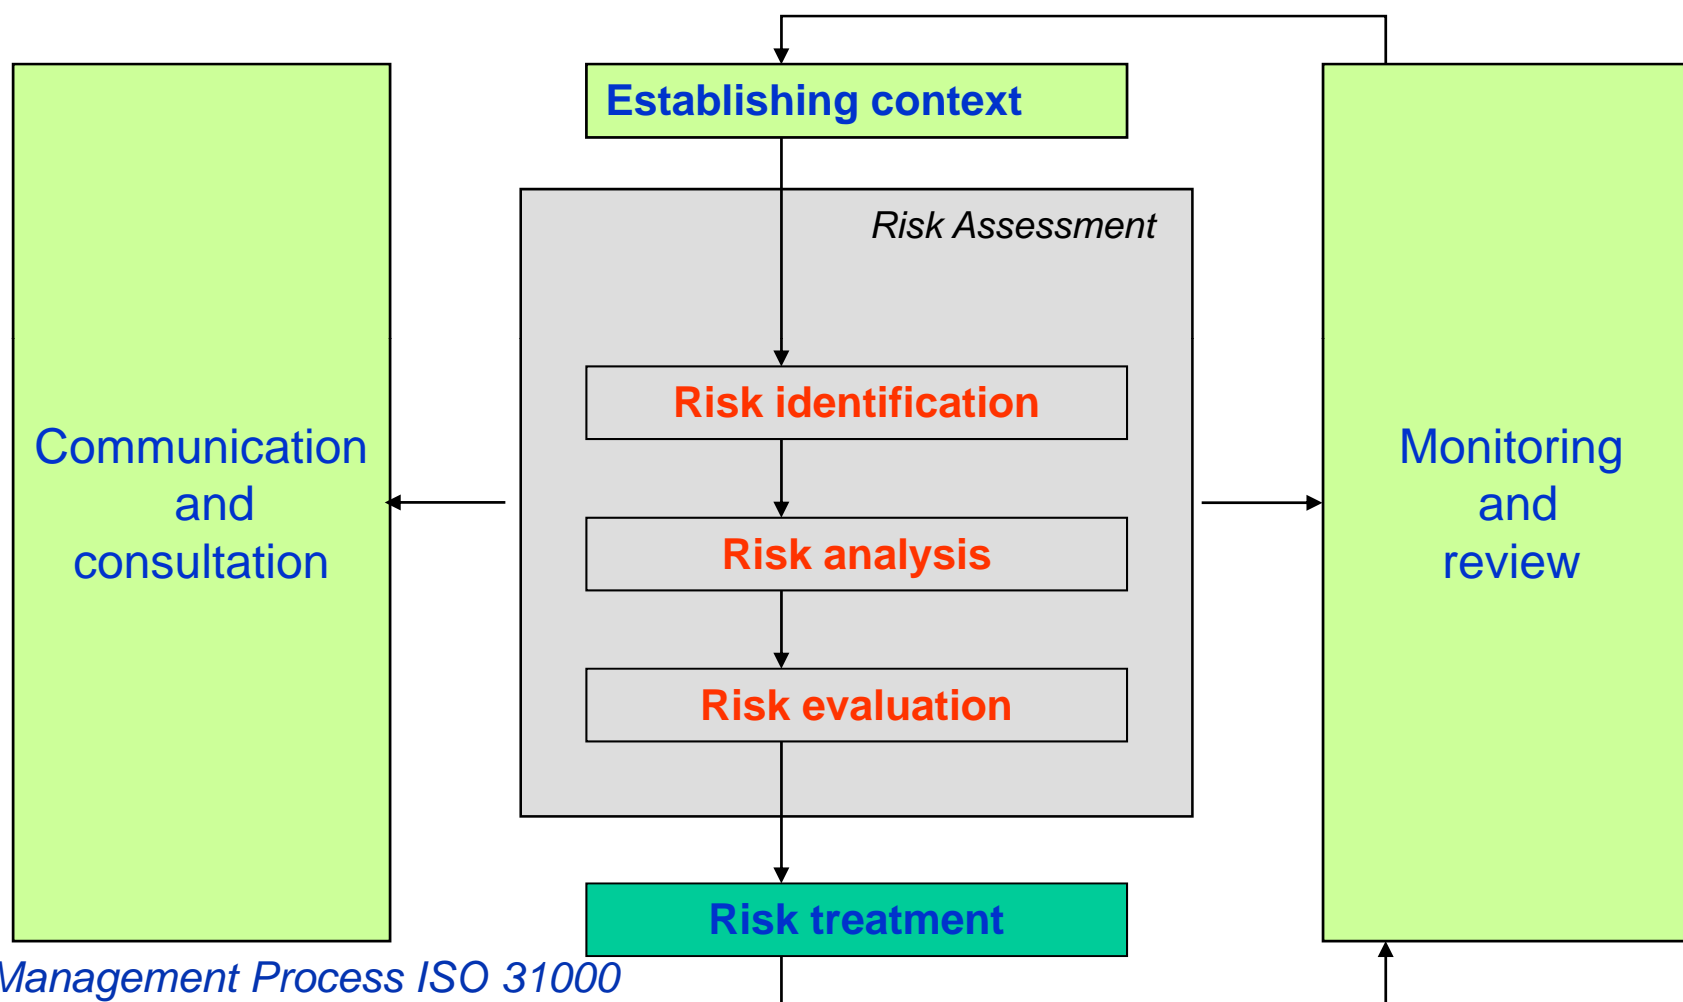 Establishing context
Risk Assessment
Risk identification
Risk analysis
Risk evaluation
Risk treatment
Communication
and
consultation
Monitoring
and
review
Management Process ISO 31000